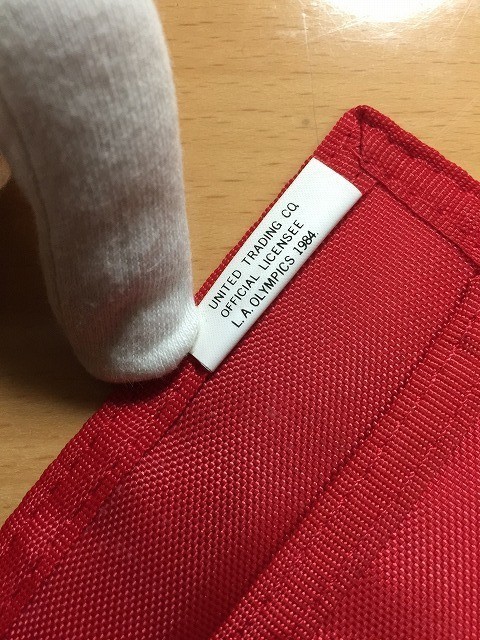 UNITED TRADING CO.
OFFICIAL LICENSEE
L.A. OLYMPICS 1984.